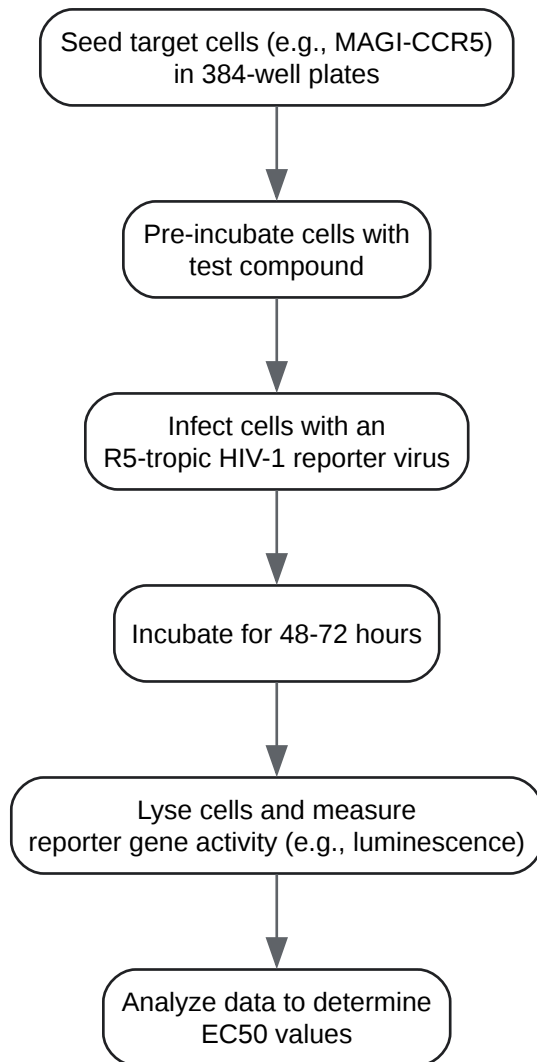 Seed target cells (e.g., MAGI-CCR5)
in 384-well plates
Pre-incubate cells with
test compound
Infect cells with an
R5-tropic HIV-1 reporter virus
Incubate for 48-72 hours
Lyse cells and measure
reporter gene activity (e.g., luminescence)
Analyze data to determine
EC50 values